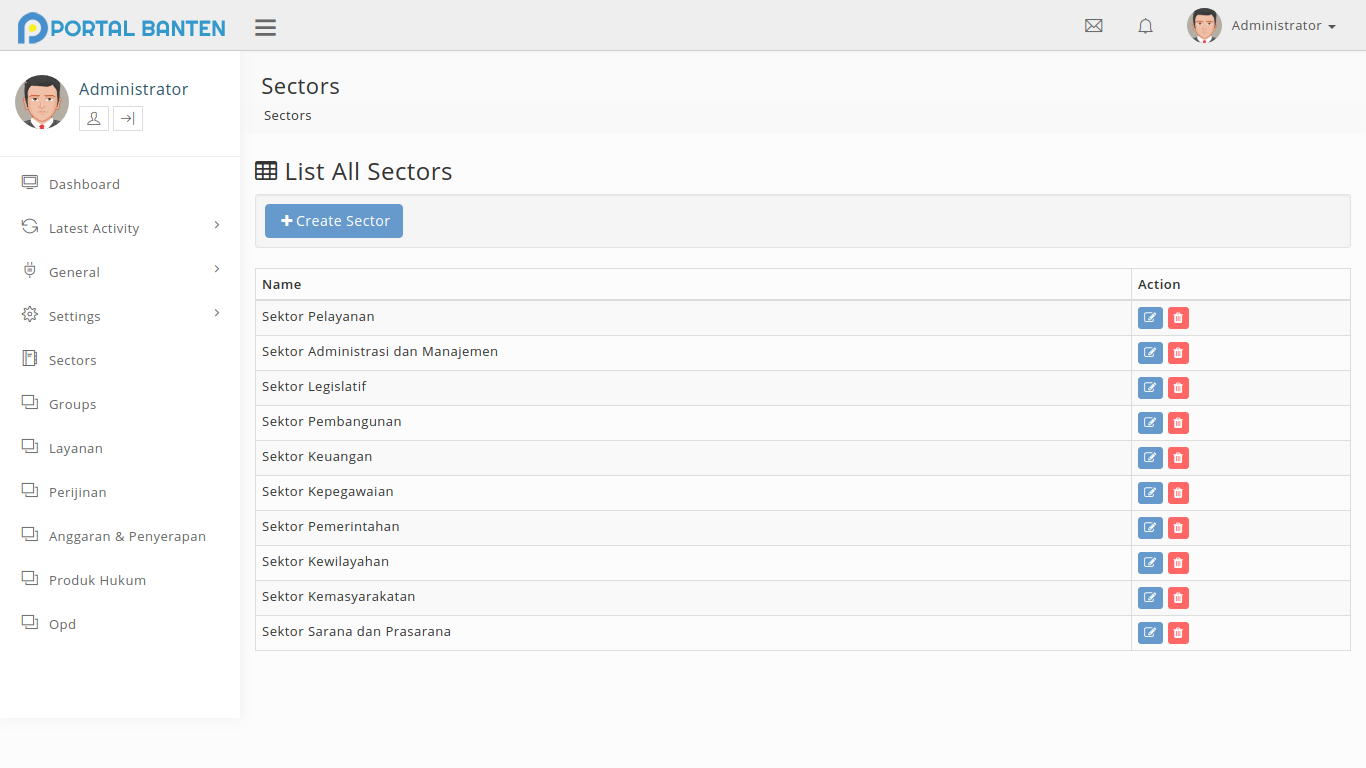 PORTAL BANTEN
Administrator
Administrator
Dashboard
Latest Activity
General
Settings
Sectors
Groups
Layanan
Perijinan
Anggaran & Penyerapan
Produk Hukum
Opd
Sectors
Sectors
List All Sectors
Create Sector
Name Action
Sektor Pelayanan
Sektor Administrasi dan Manajemen
Sektor Legislatif
Sektor Pembangunan
Sektor Keuangan
Sektor Kepegawaian
Sektor Pemerintahan
Sektor Kewilayahan
Sektor Kemasyarakatan
Sektor Sarana dan Prasarana